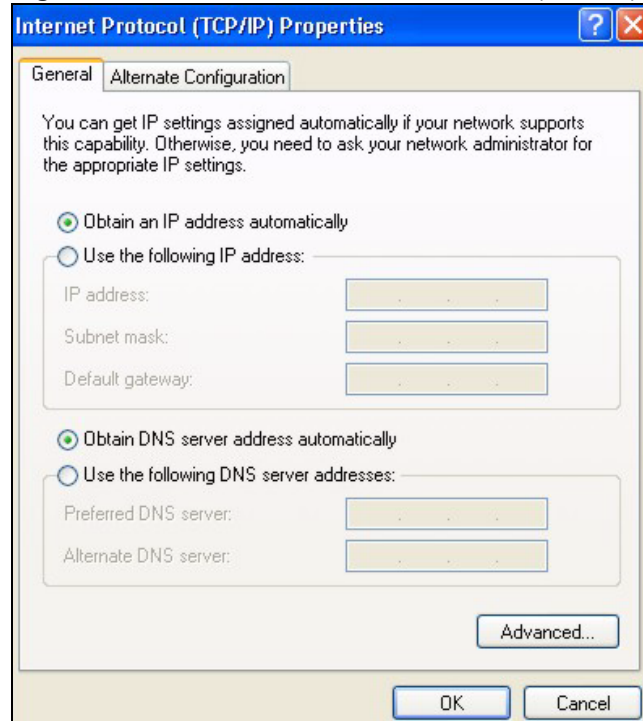 Internet Protocol (TCP/IP) Properties
General
Alternate Configuration
You can get IP settings assigned automatically if your network supports
this capability. Otherwise, you need to ask your network administrator for
the appropriate IP settings.
Obtain an IP address automatically
Use the following IP address:
IP address:
Subnet mask:
Default gateway:
Obtain DNS server address automatically
Use the following DNS server addresses:
Preferred DNS server:
Alternate DNS server:
Advanced...
OK
Cancel